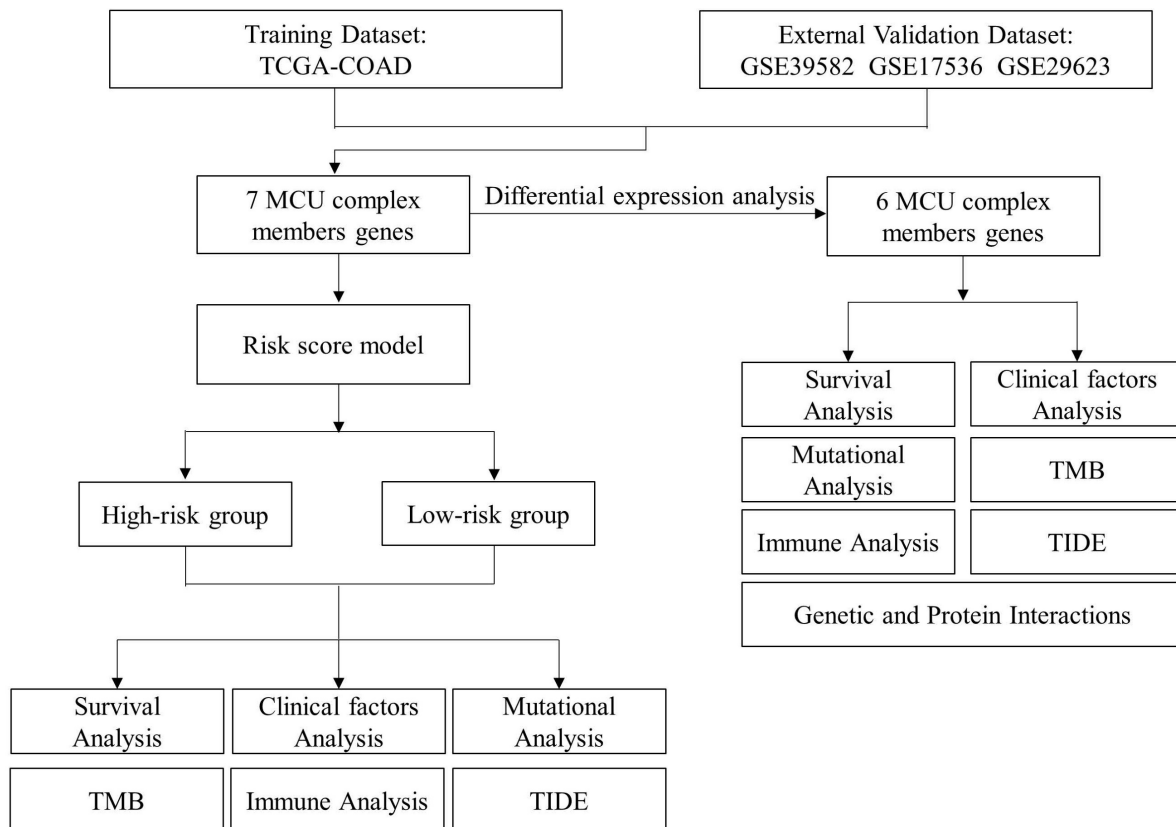 Training Dataset:
TCGA-COAD
External Validation Dataset:
GSE39582 GSE17536 GSE29623
7 MCU complex
members genes
Differential expression analysis
6 MCU complex
members genes
Risk score model
High-risk group
Low-risk group
Survival
Analysis
Clinical factors
Analysis
Mutational
Analysis
TMB
Immune Analysis
TIDE
Genetic and Protein Interactions
Survival
Analysis
Clinical factors
Analysis
Mutational
Analysis
TMB
Immune Analysis
TIDE